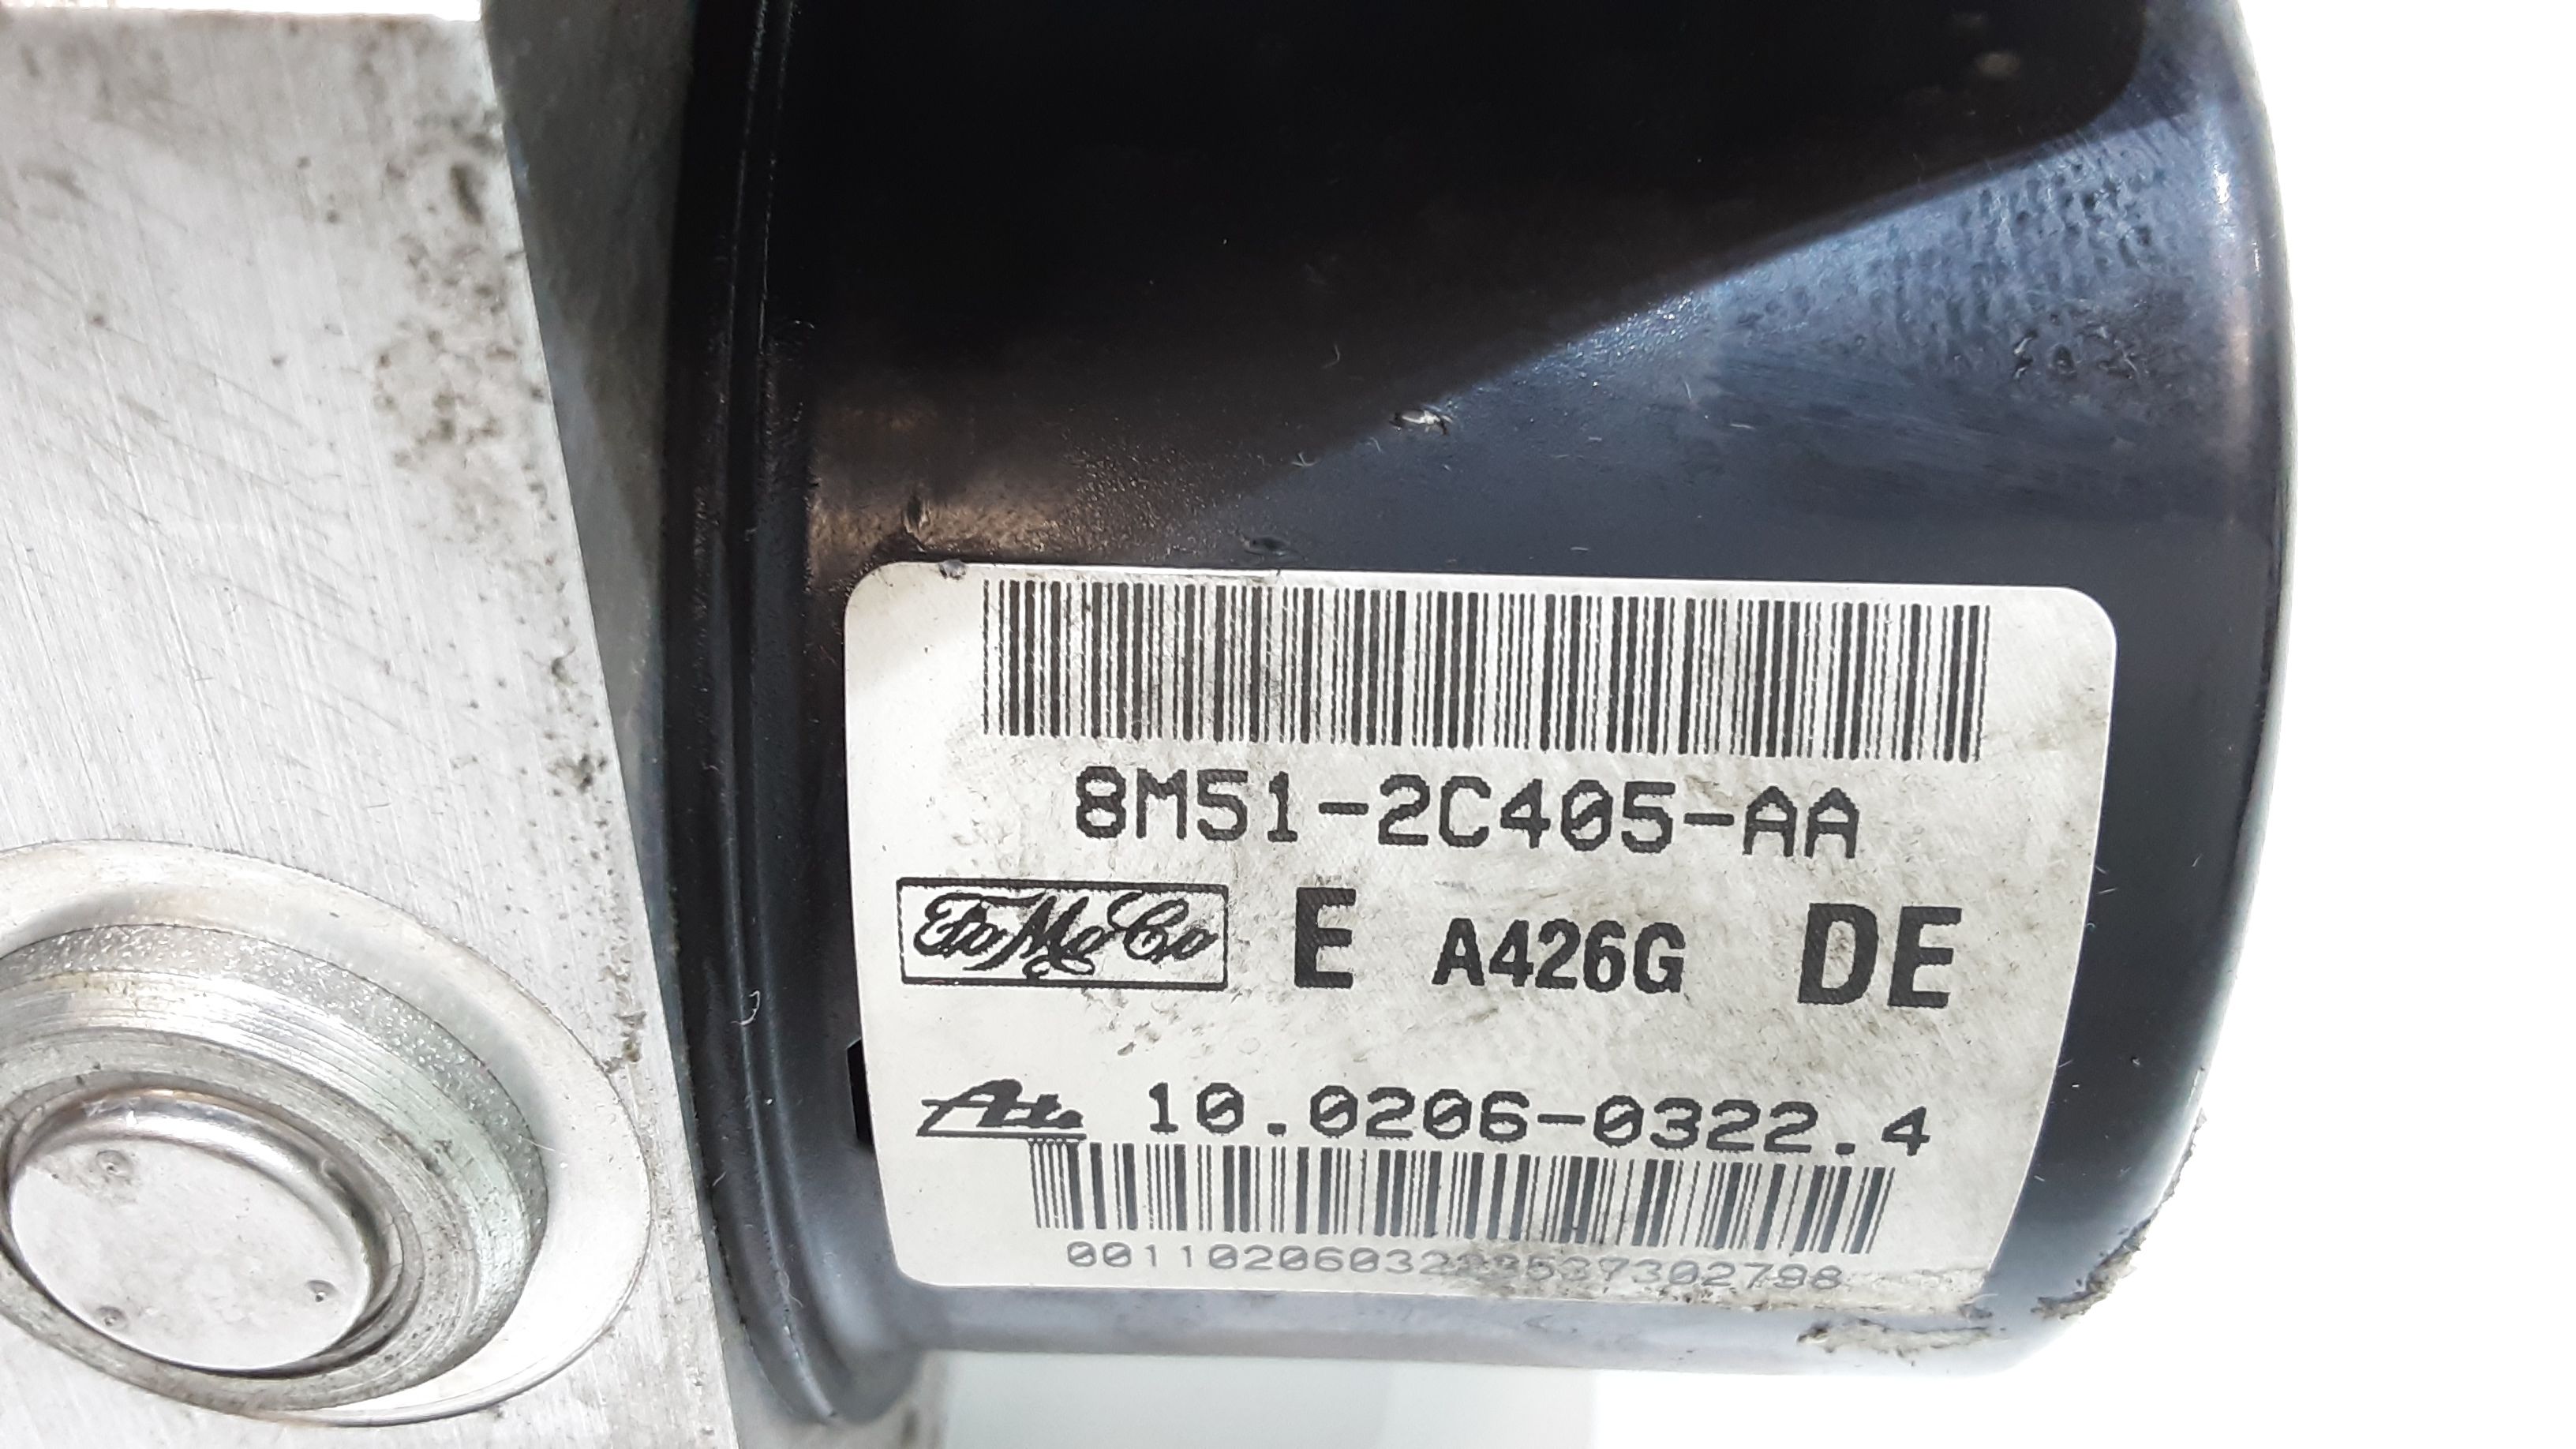 8M51-2C405-AA
FoMoCo E A426G DE
Ate 10.0206-0322.4